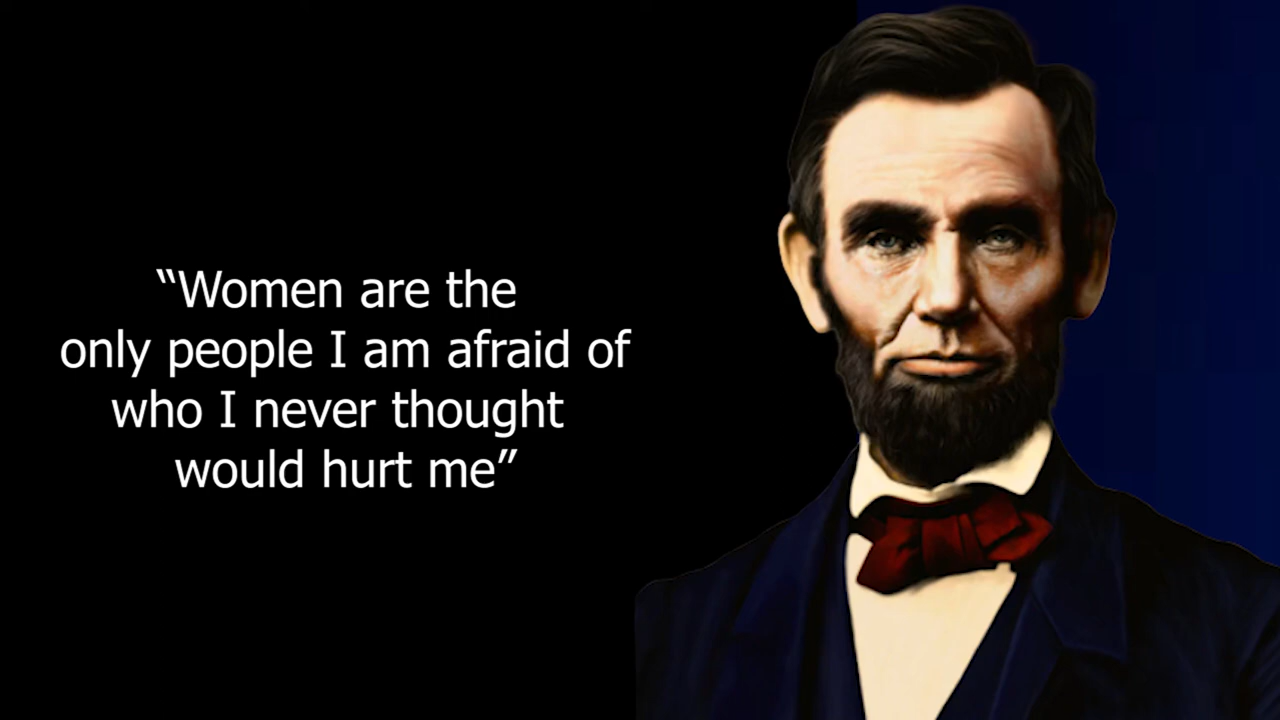 “Women are the
only people I am afraid of
who I never thought
would hurt me”